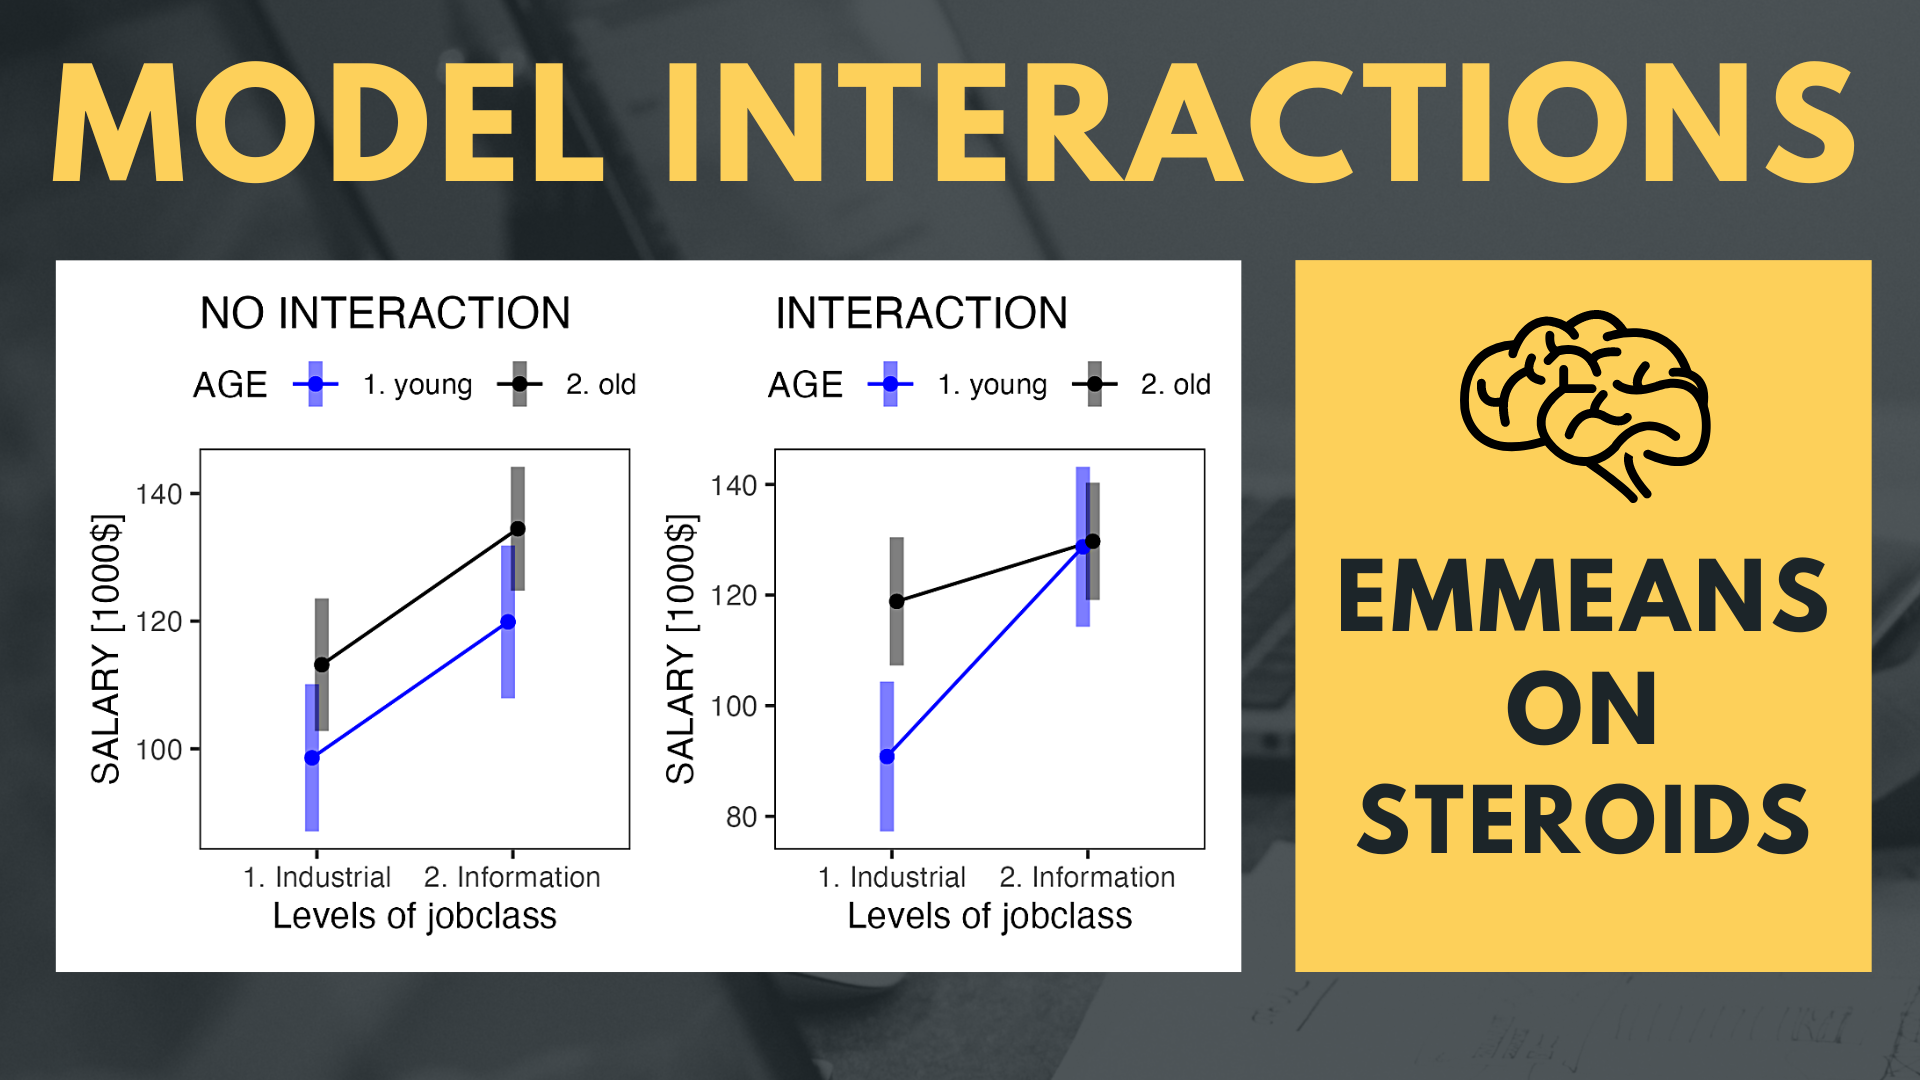 MODEL INTERACTIONS
NO INTERACTION
AGE 1. young 2. old
SALARY [1000$]
140
120
100
1. Industrial 2. Information
Levels of jobclass
INTERACTION
AGE 1. young 2. old
SALARY [1000$]
140
120
100
80
1. Industrial 2. Information
Levels of jobclass
EMMEANS
ON
STEROIDS